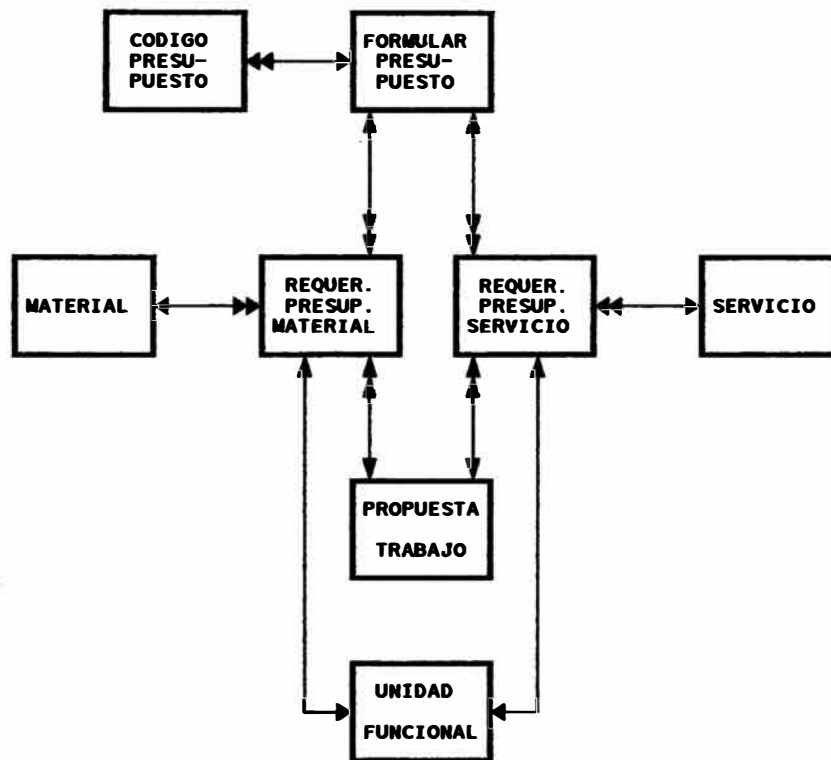 CODIGO
PRESU-
PUESTO
FORMULAR
PRESU-
PUESTO
MATERIAL
REQUER.
PRESUP.
MATERIAL
REQUER.
PRESUP.
SERVICIO
SERVICIO
PROPUESTA
TRABAJO
UNIDAD
FUNCIONAL